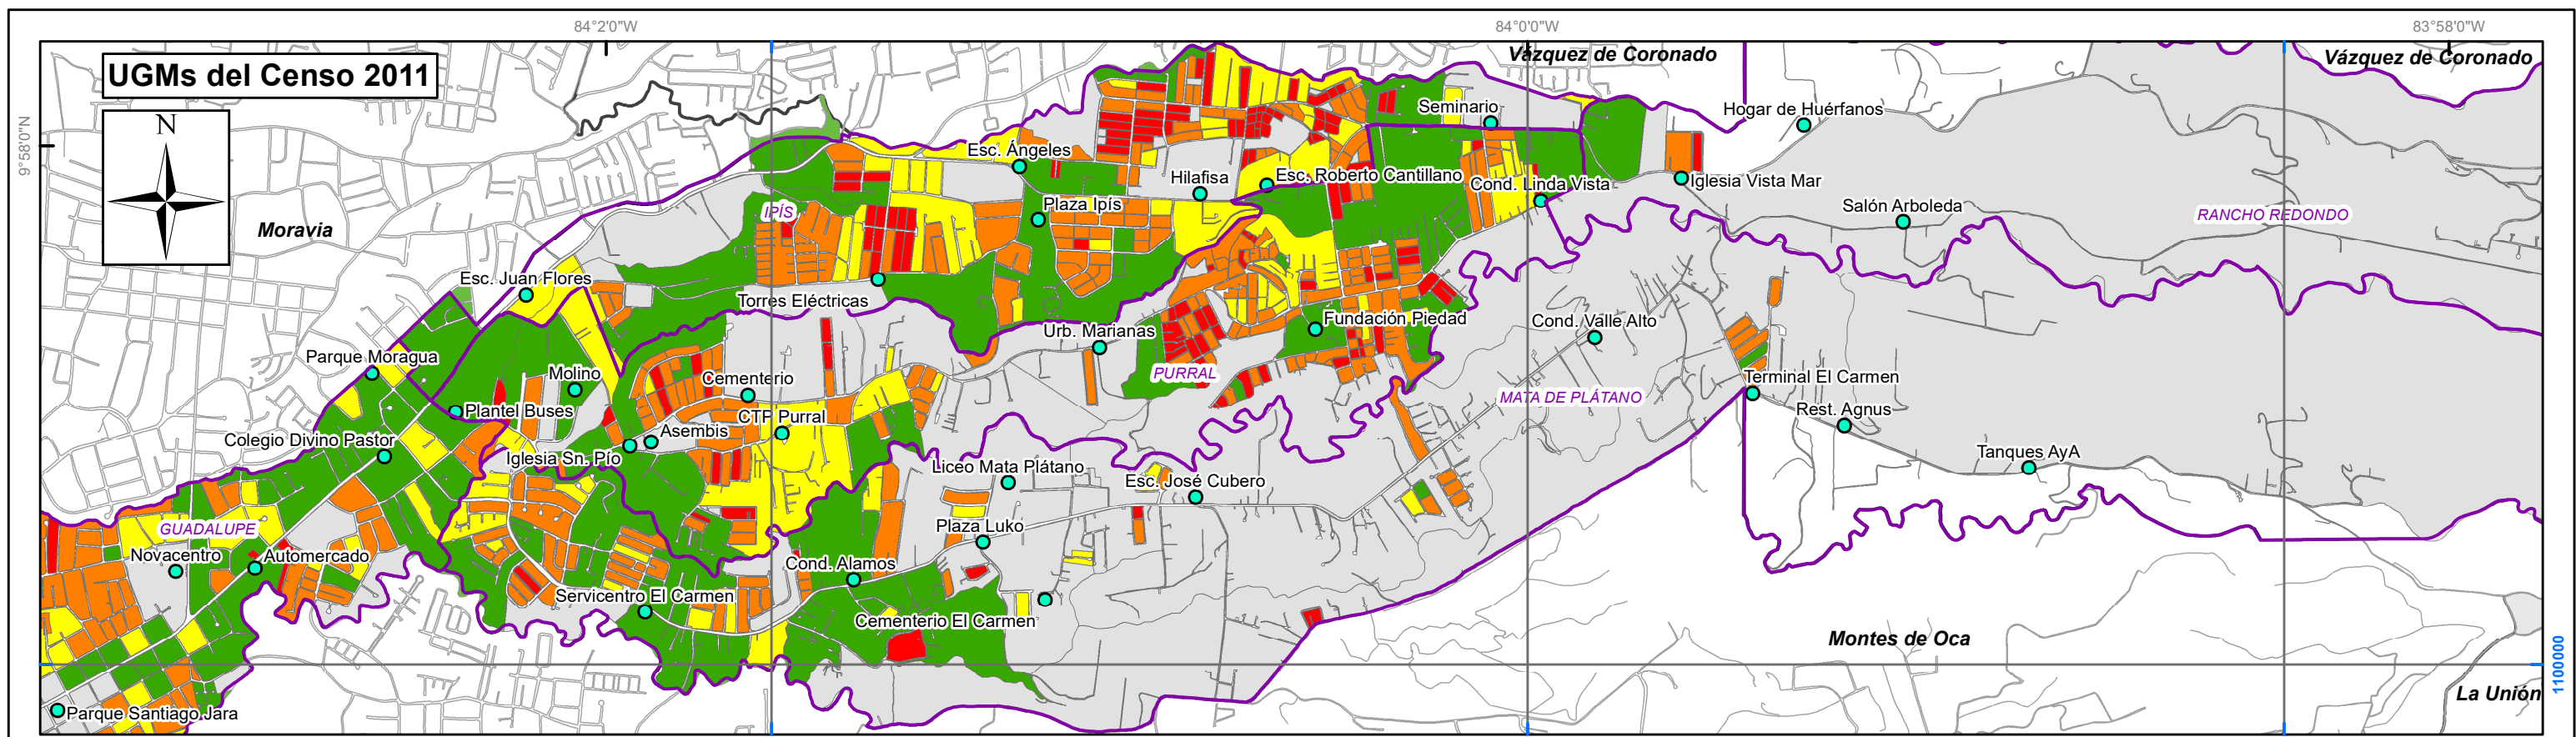 84°2'0"W
84°0'0"W
83°58'0"W
UGMs del Censo 2011
Vázquez de Coronado
Vázquez de Coronado
N
9°58'0"N
Seminario
Hogar de Huérfanos
Esc. Ángeles
Hilafisa
Esc. Roberto Cantillano
Cond. Linda Vista
Iglesia Vista Mar
Plaza Ipís
IPÍS
Salón Arboleda
RANCHO REDONDO
Moravia
Esc. Juan Flores
Torres Eléctricas
Urb. Marianas
Fundación Piedad
Cond. Valle Alto
Parque Moragua
Molino
Cementerio
PURRAL
Terminal El Carmen
MATA DE PLÁTANO
Plantel Buses
CTP Purral
Rest. Agnus
Asembis
Colegio Divino Pastor
Iglesia Sn. Pío
Liceo Mata Plátano
Esc. José Cubero
Tanques AyA
GUADALUPE
Plaza Luko
Novacentro
Automercado
Cond. Alamos
Servicentro El Carmen
Cementerio El Carmen
Montes de Oca
1100000
La Unión
Parque Santiago Jara